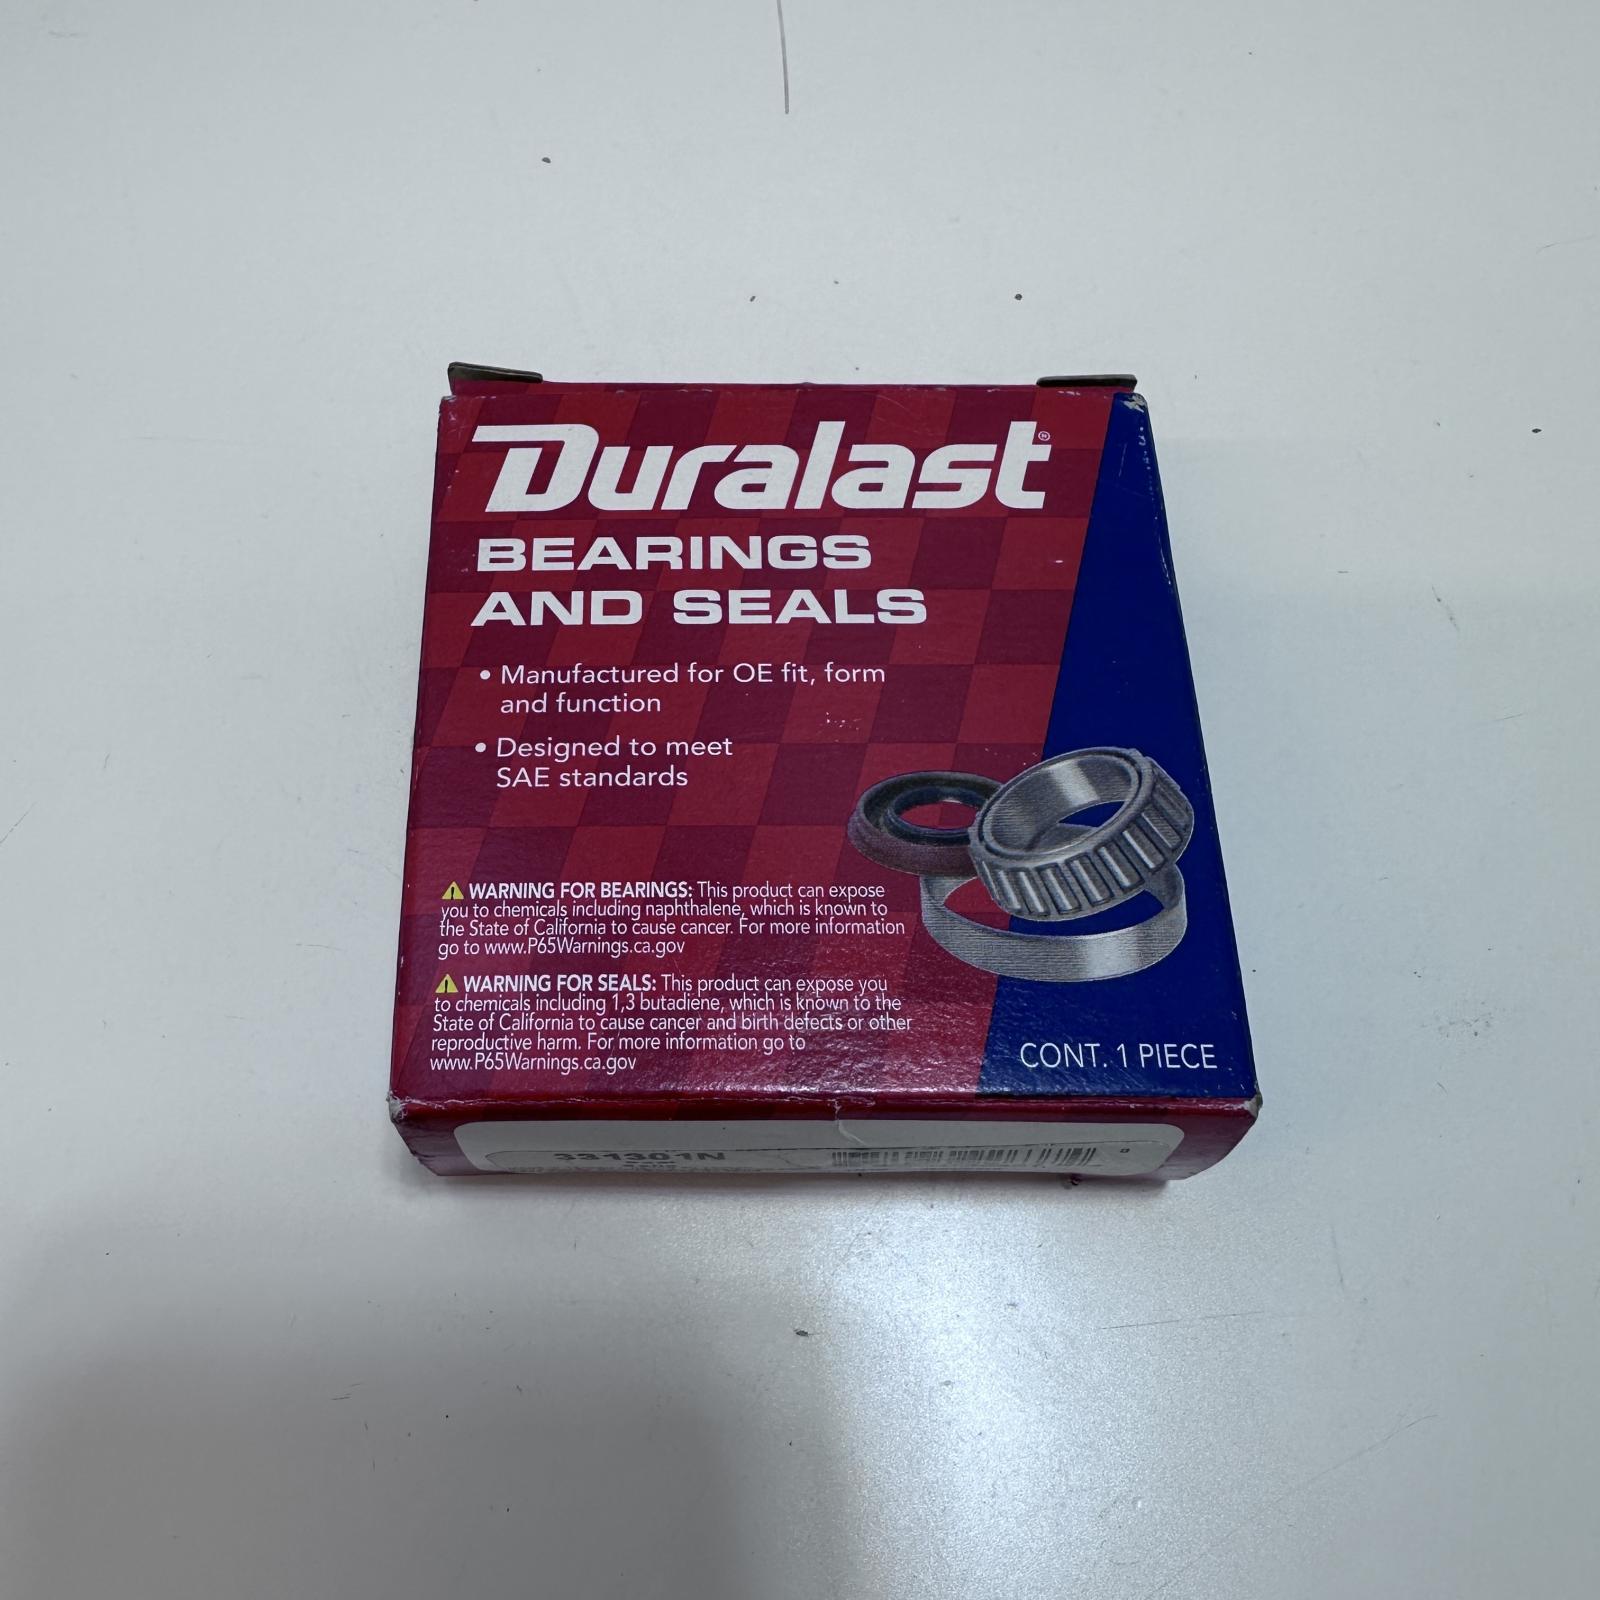 Duralast®
BEARINGS
AND SEALS
• Manufactured for OE fit, form
and function
• Designed to meet
SAE standards
⚠ WARNING FOR BEARINGS: This product can expose
you to chemicals including naphthalene, which is known to
the State of California to cause cancer. For more information
go to www.P65Warnings.ca.gov
⚠ WARNING FOR SEALS: This product can expose you
to chemicals including 1,3 butadiene, which is known to the
State of California to cause cancer and birth defects or other
reproductive harm. For more information go to
www.P65Warnings.ca.gov
CONT. 1 PIECE
331301N